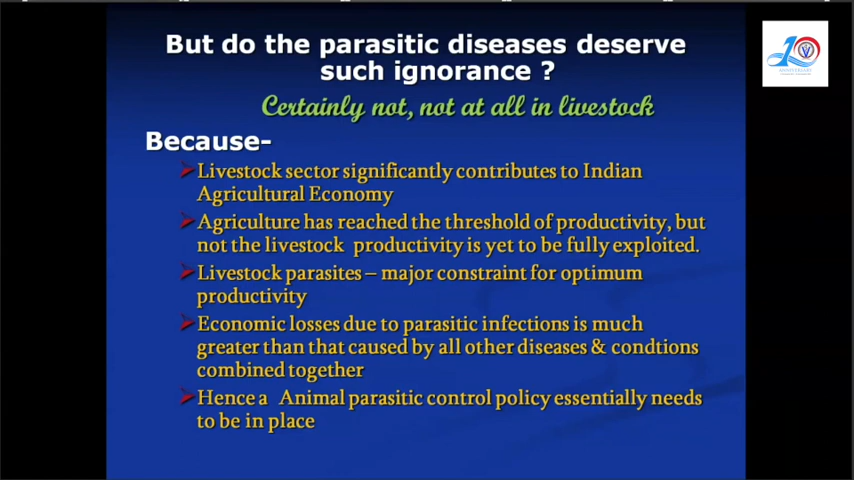 But do the parasitic diseases deserve
such ignorance ?
Certainly not, not at all in livestock
Because-
Livestock sector significantly contributes to Indian
Agricultural Economy
Agriculture has reached the threshold of productivity, but
not the livestock productivity is yet to be fully exploited.
Livestock parasites – major constraint for optimum
productivity
Economic losses due to parasitic infections is much
greater than that caused by all other diseases & condtions
combined together
Hence a Animal parasitic control policy essentially needs
to be in place
10
ANNIVERSARY